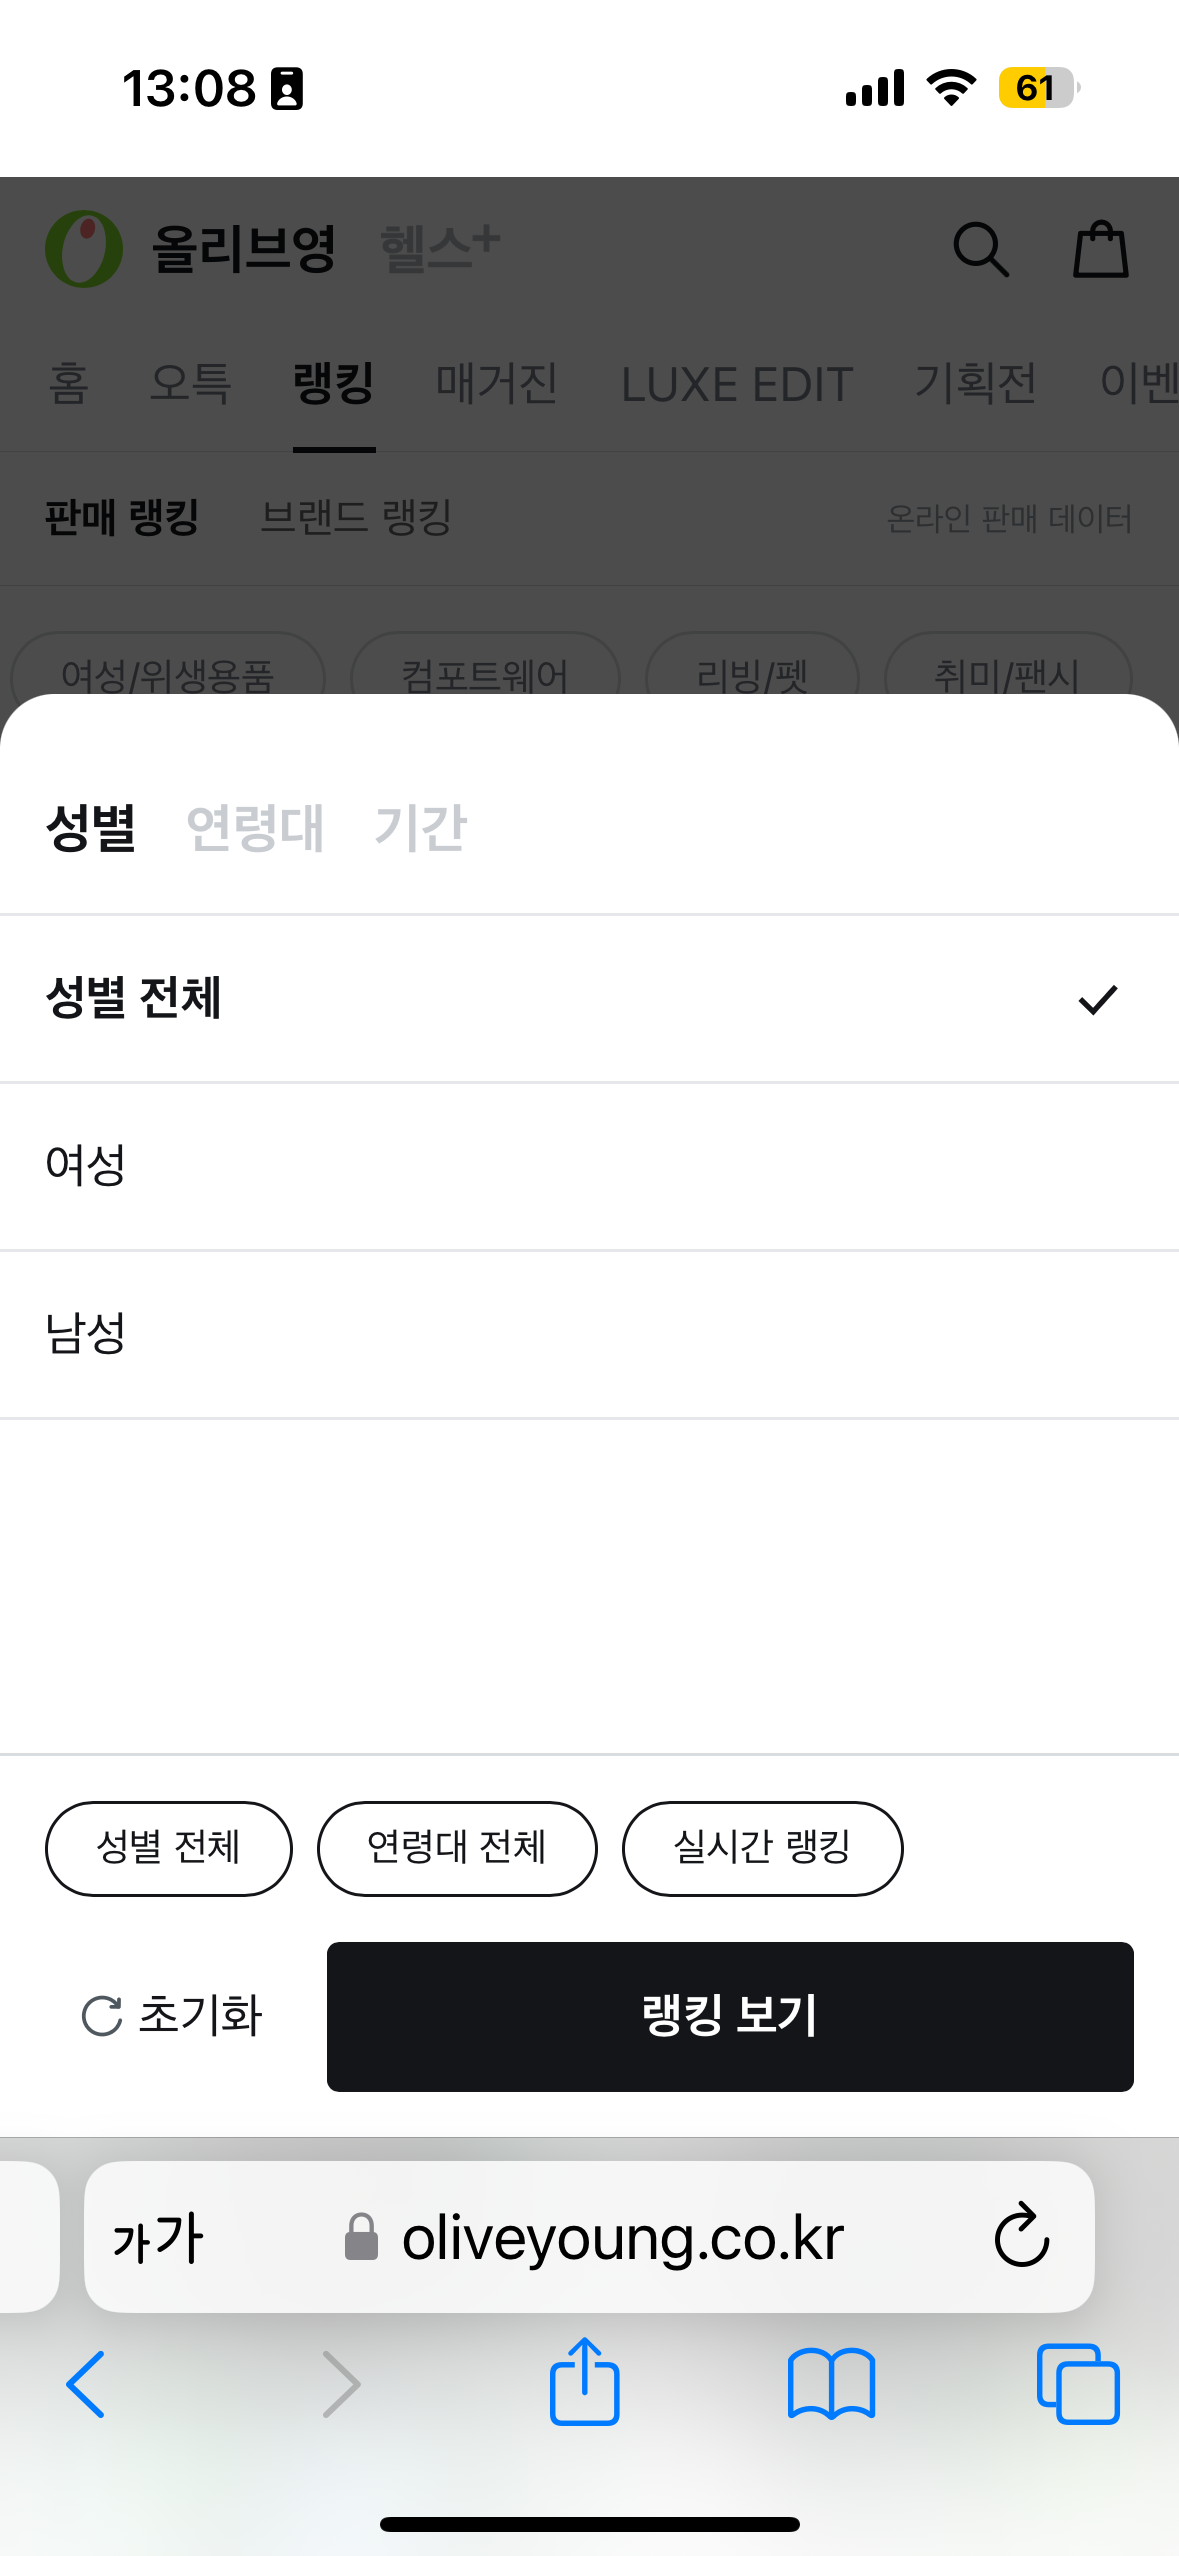 13:08
61
올리브영 헬스+
홈 오특 랭킹 매거진 LUXE EDIT 기획전 이벤
판매 랭킹 브랜드 랭킹 온라인 판매 데이터
여성/위생용품 컴포트웨어 리빙/펫 취미/팬시
성별 연령대 기간
성별 전체
여성
남성
성별 전체 연령대 전체 실시간 랭킹
초기화 랭킹 보기
가가 oliveyoung.co.kr